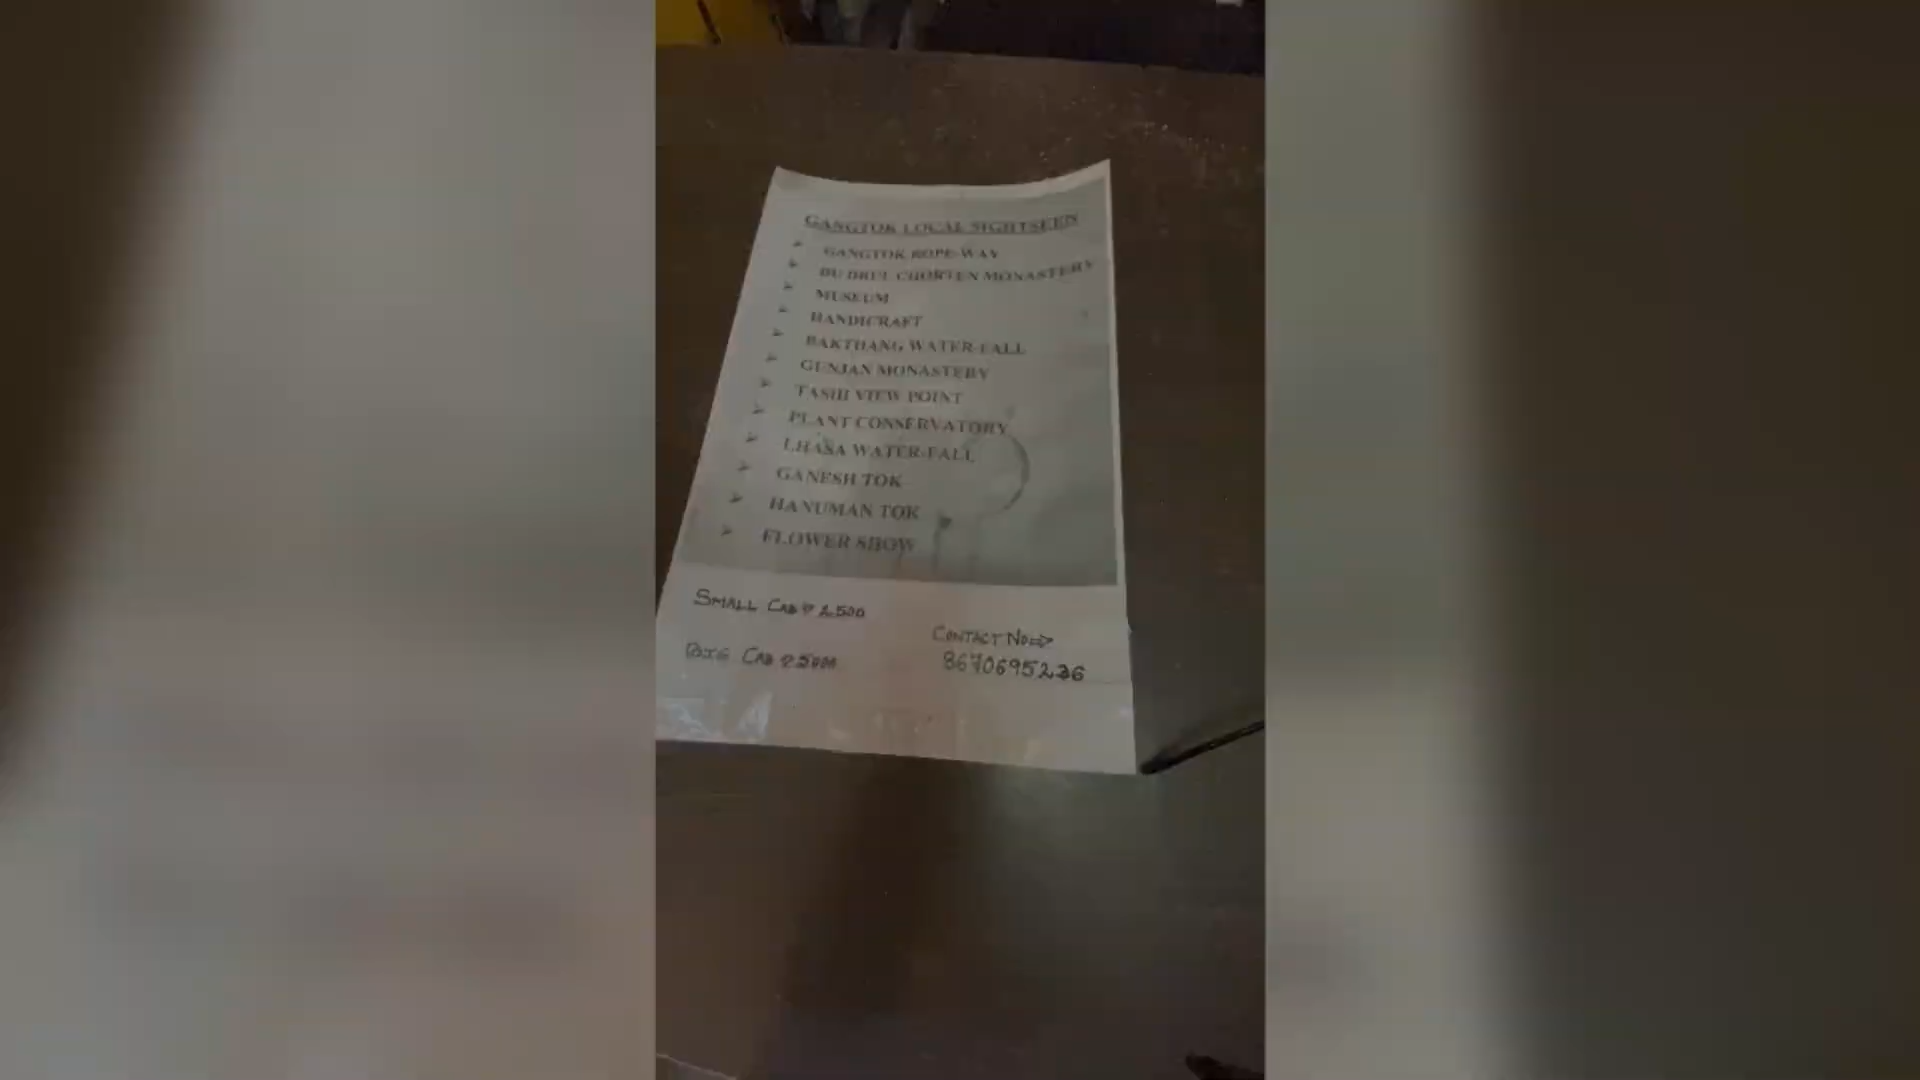 GANGTOK LOCAL SIGHTSEEN
➢ GANGTOK ROPE-WAY
➢ DU DRUL CHORTEN MONASTERY
➢ MUSEUM
➢ HANDICRAFT
➢ BAKTHANG WATER-FALL
➢ GUNJAN MONASTERY
➢ TASHI VIEW POINT
➢ PLANT CONSERVATORY
➢ LHASA WATER-FALL
➢ GANESH TOK
➢ HANUMAN TOK
➢ FLOWER SHOW
SMALL CAB 2500
CONTACT NO ⇒
BIG CAB
8670695236